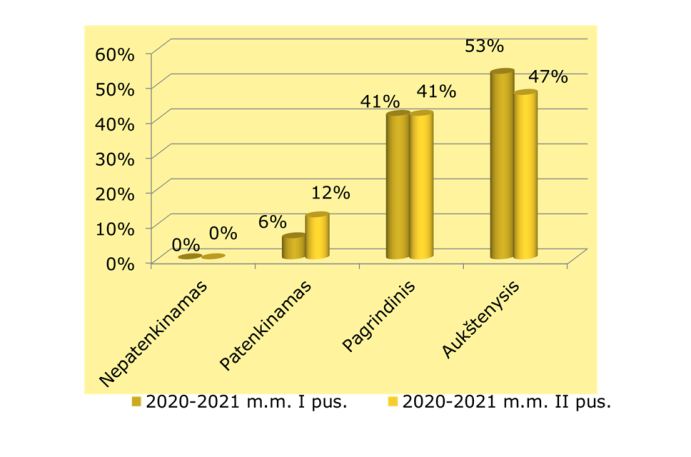 60%
50%
40%
30%
20%
10%
0%
0%
0%
6%
12%
41%
41%
53%
47%
Nepatenkinamas
Patenkinamas
Pagrindinis
Aukštenysis
2020-2021 m.m. I pus.
2020-2021 m.m. II pus.